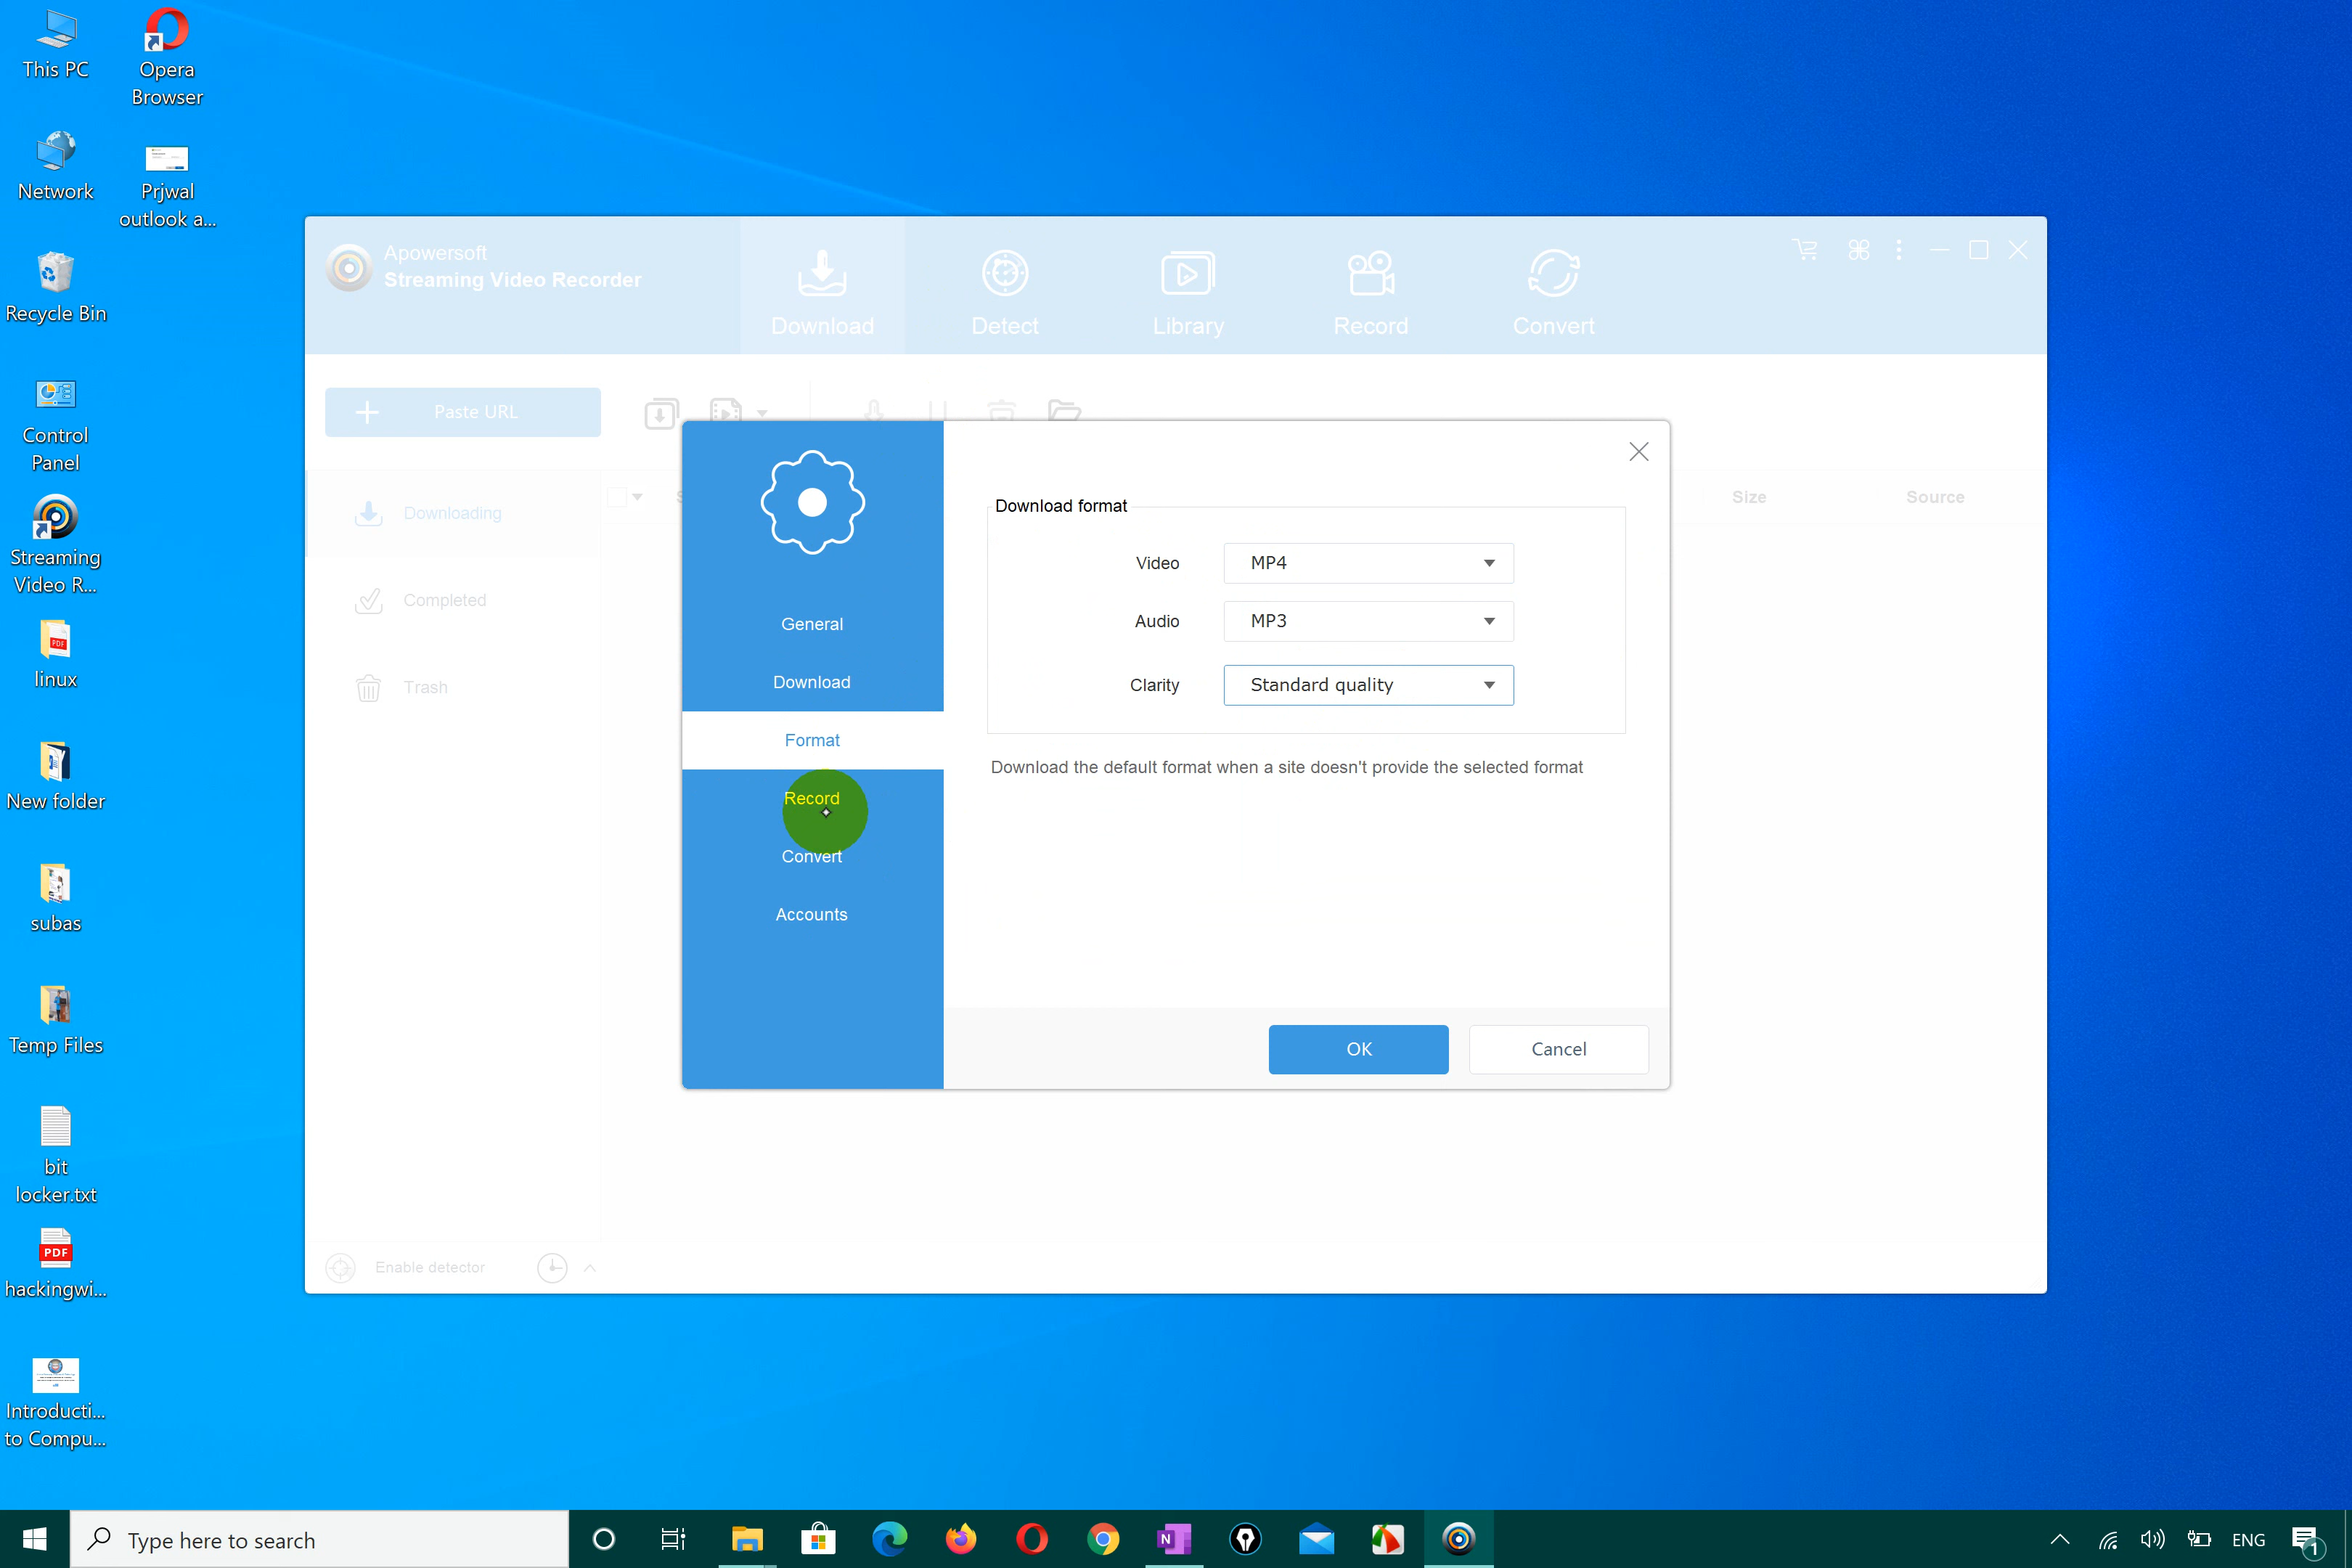 This PC
Opera
Browser
Network
Prjwal
outlook a...
Recycle Bin
Control
Panel
Streaming
Video R...
linux
New folder
subas
Temp Files
bit
locker.txt
PDF
hackingwi...
Introducti...
to Compu...
Apowersoft
Streaming Video Recorder
Download
Detect
Library
Record
Convert
Paste URL
Downloading
Completed
Trash
Size
Source
General
Download
Format
Record
Convert
Accounts
Download format
Video
MP4
Audio
MP3
Clarity
Standard quality
Download the default format when a site doesn't provide the selected format
OK
Cancel
Enable detector
Type here to search
ENG
1